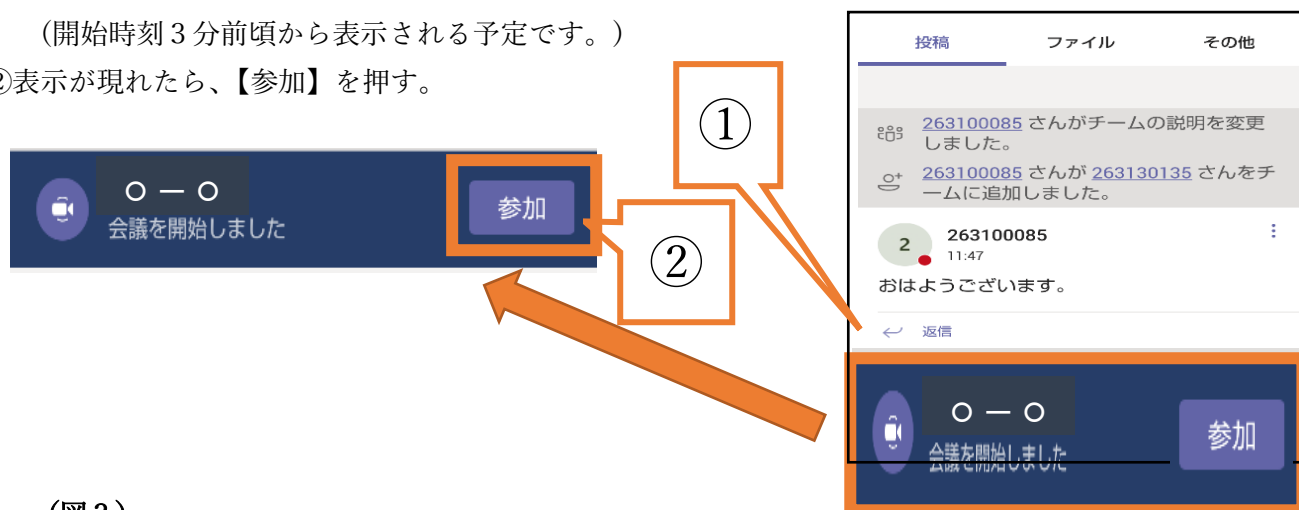 （開始時刻３分前頃から表示される予定です。）
②表示が現れたら、【参加】を押す。
○ー○
会議を開始しました
参加
①
②
投稿 ファイル その他
263100085 さんがチームの説明を変更
しました。
263100085 さんが 263130135 さんをチ
ームに追加しました。
2 263100085
11:47
おはようございます。
返信
○ー○
会議を開始しました
参加